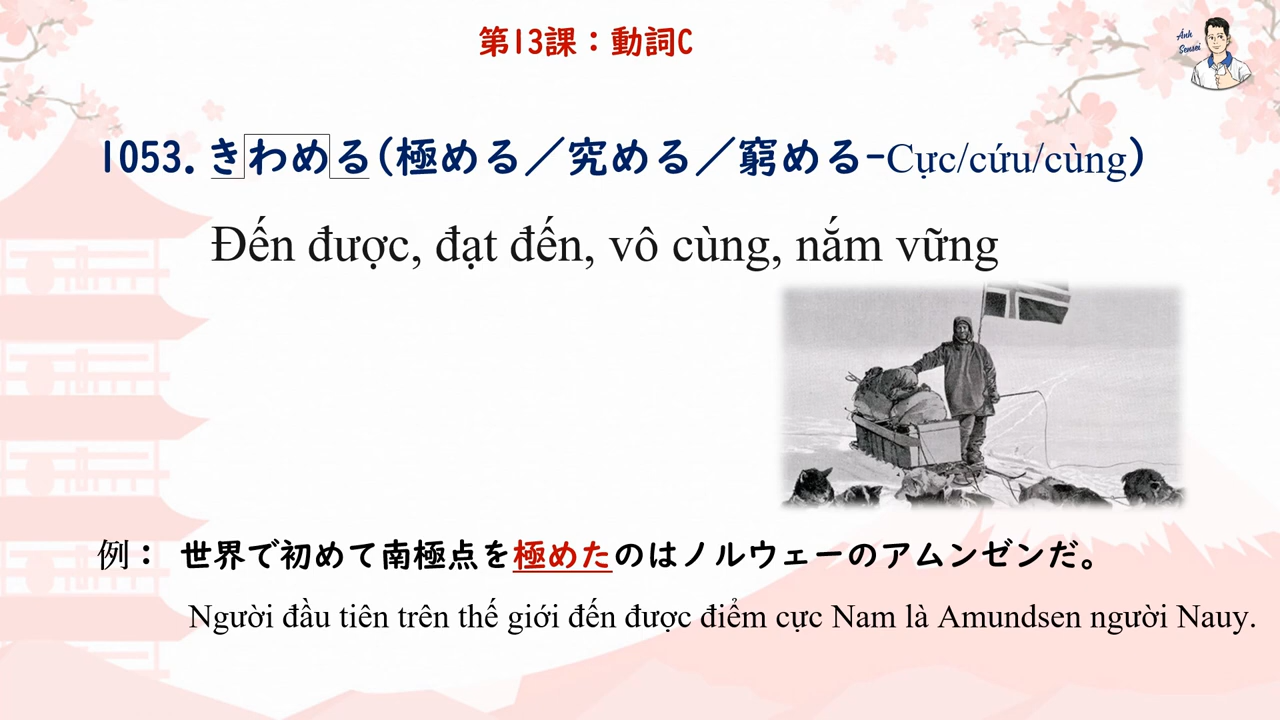 第13課：動詞C
Anh
Sensei
1053. きわめる(極める／究める／窮める-Cực/cứu/cùng)
Đến được, đạt đến, vô cùng, nắm vững
例： 世界で初めて南極点を極めたのはノルウェーのアムンゼンだ。
Người đầu tiên trên thế giới đến được điểm cực Nam là Amundsen người Nauy.